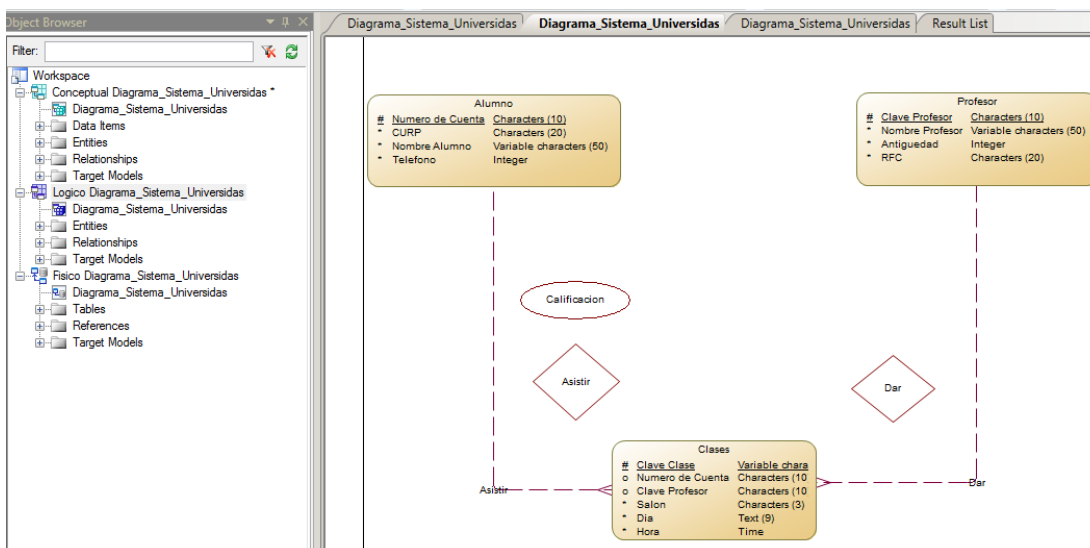 Object Browser
Filter:
Workspace
Conceptual Diagrama_Sistema_Universidas *
Diagrama_Sistema_Universidas
Data Items
Entities
Relationships
Target Models
Logico Diagrama_Sistema_Universidas
Diagrama_Sistema_Universidas
Entities
Relationships
Target Models
Fisico Diagrama_Sistema_Universidas
Diagrama_Sistema_Universidas
Tables
References
Target Models
Diagrama_Sistema_Universidas Diagrama_Sistema_Universidas Diagrama_Sistema_Universidas Result List
Alumno
# Numero de Cuenta Characters (10)
* CURP Characters (20)
* Nombre Alumno Variable characters (50)
* Telefono Integer
Profesor
# Clave Profesor Characters (10)
* Nombre Profesor Variable characters (50)
* Antiguedad Integer
* RFC Characters (20)
Calificacion
Asistir
Dar
Clases
# Clave Clase Variable chara
o Numero de Cuenta Characters (10
o Clave Profesor Characters (10
* Salon Characters (3)
* Dia Text (9)
* Hora Time
Asistir
Dar